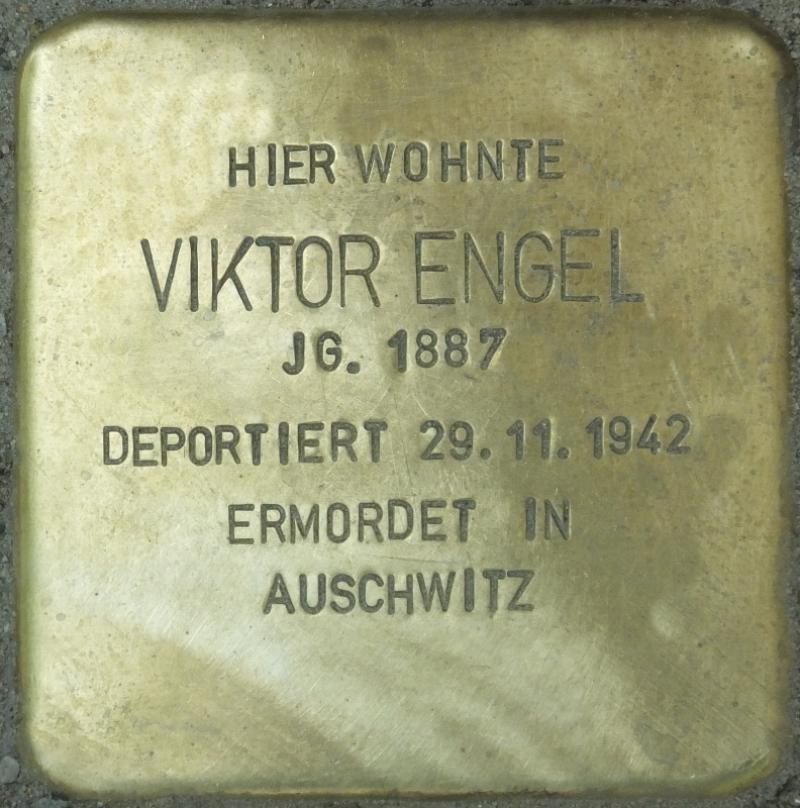 HIER WOHNTE
VIKTOR ENGEL
JG. 1887
DEPORTIERT 29.11.1942
ERMORDET IN
AUSCHWITZ